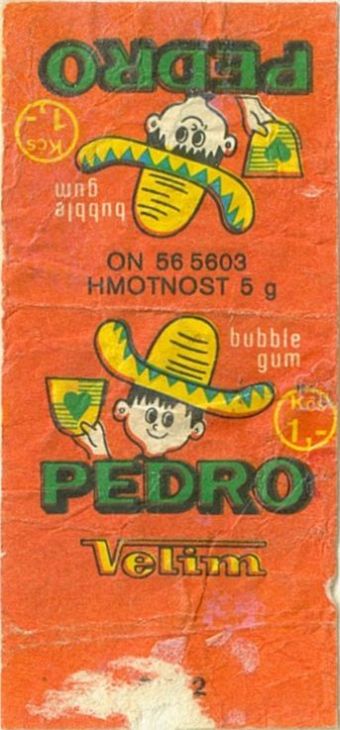 PEDRO
Kčs
1,-
bubble
gum
ON 56 5603
HMOTNOST 5 g
bubble
gum
Kčs
1,-
PEDRO
Velim
2